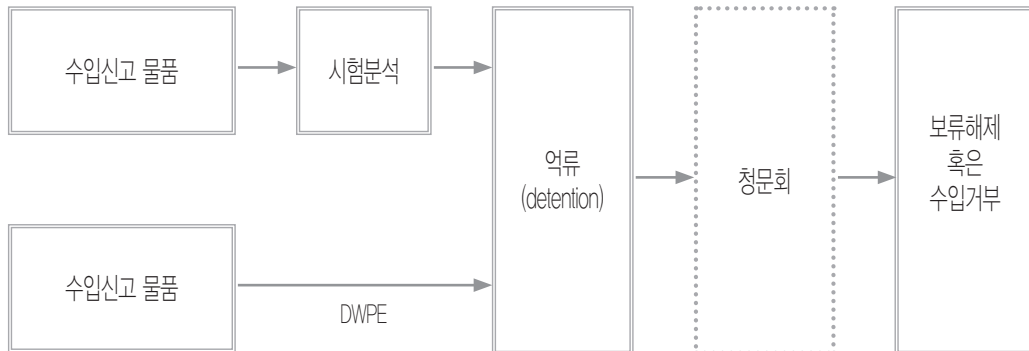 수입신고 물품
시험분석
억류
(detention)
청문회
보류해제
혹은
수입거부
수입신고 물품
DWPE